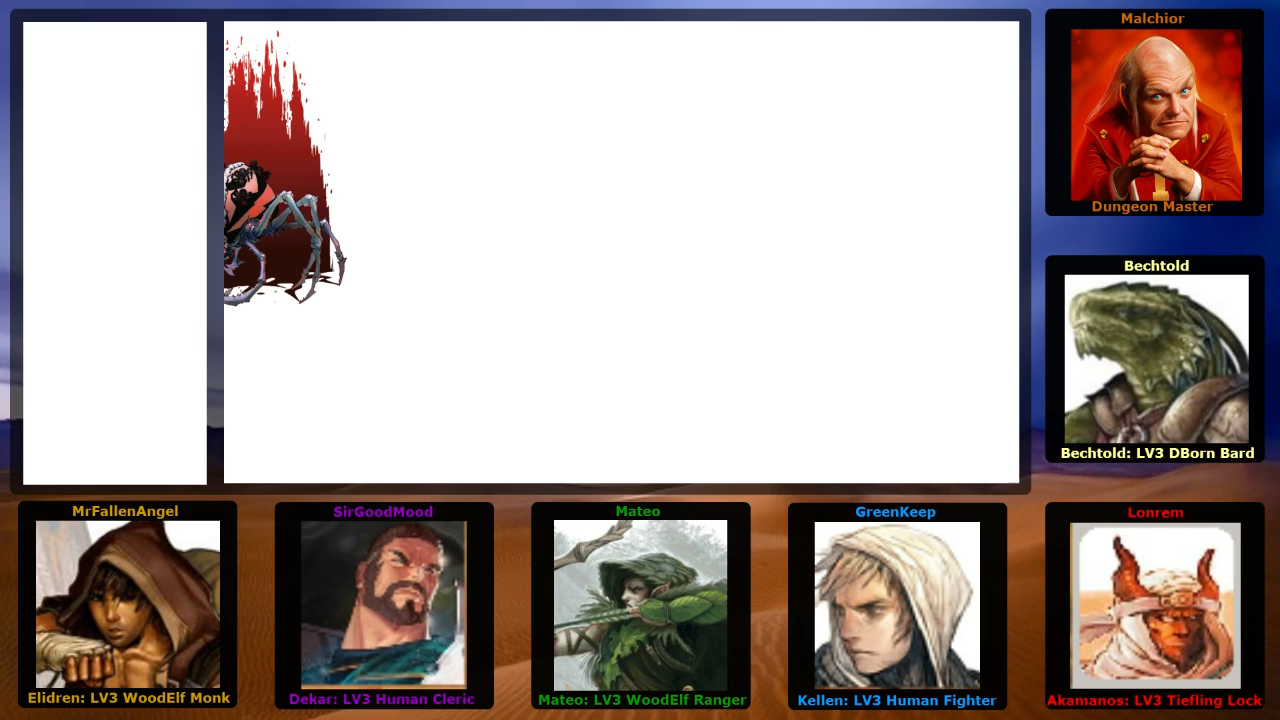 Malchior
Dungeon Master
Bechtold
Bechtold: LV3 DBorn Bard
MrFallenAngel
Elidren: LV3 WoodElf Monk
SirGoodMood
Dekar: LV3 Human Cleric
Mateo
Mateo: LV3 WoodElf Ranger
GreenKeep
Kellen: LV3 Human Fighter
Lonrem
Akamanos: LV3 Tiefling Lock